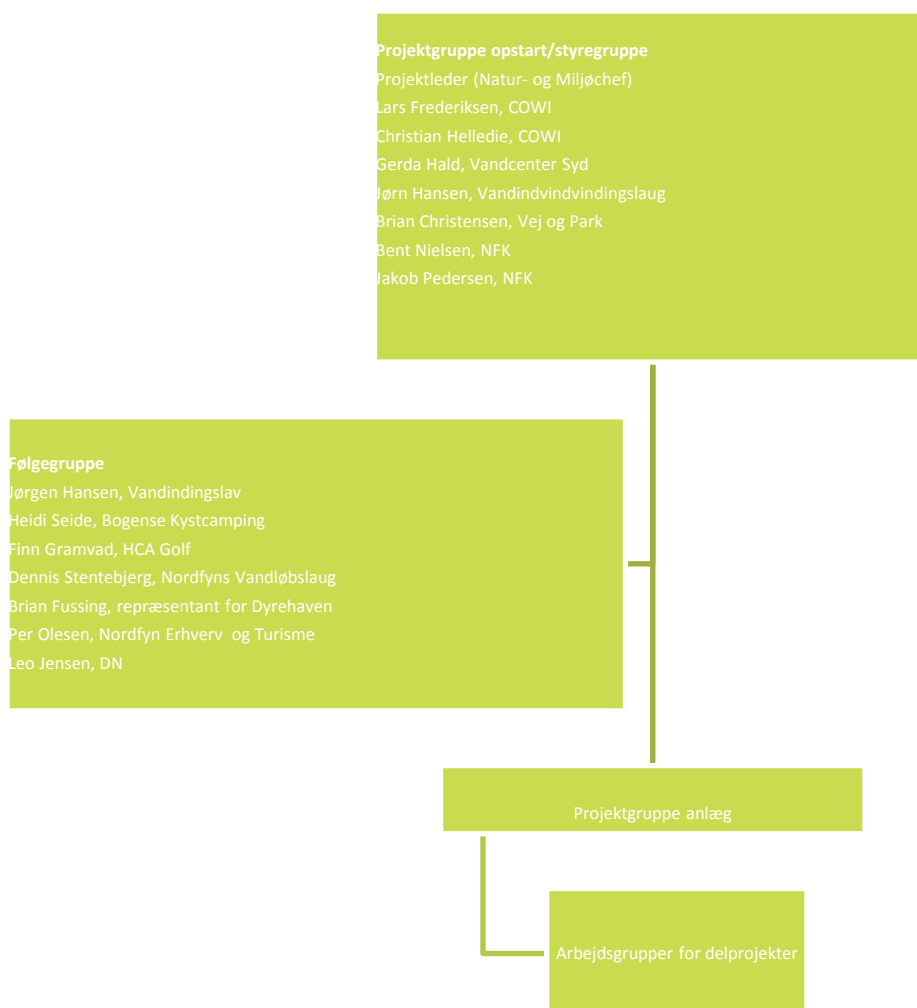 Projektgruppe opstart/styregruppe
Projektleder (Natur- og Miljøchef)
Lars Frederiksen, COWI
Christian Helledie, COWI
Gerda Hald, Vandcenter Syd
Jørn Hansen, Vandindvindvindingslaug
Brian Christensen, Vej og Park
Bent Nielsen, NFK
Jakob Pedersen, NFK
Følgegruppe
Jørgen Hansen, Vandindingslav
Heidi Seide, Bogense Kystcamping
Finn Gramvad, HCA Golf
Dennis Stentebjerg, Nordfyns Vandløbslaug
Brian Fussing, repræsentant for Dyrehaven
Per Olesen, Nordfyn Erhverv og Turisme
Leo Jensen, DN
Projektgruppe anlæg
Arbejdsgrupper for delprojekter